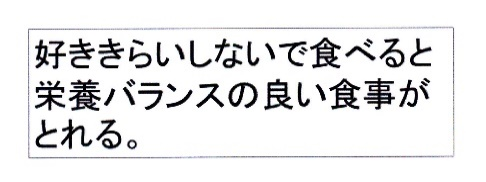 好ききらいしないで食べると
栄養バランスの良い食事が
とれる。